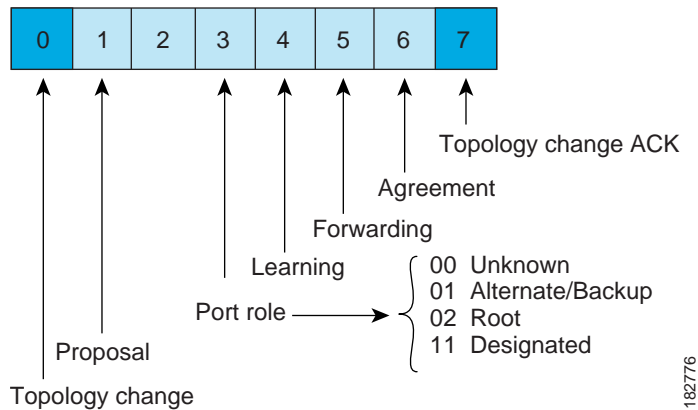 0 1 2 3 4 5 6 7
Topology change ACK
Agreement
Forwarding
Learning
Port role
00 Unknown
01 Alternate/Backup
02 Root
11 Designated
Proposal
Topology change
182776